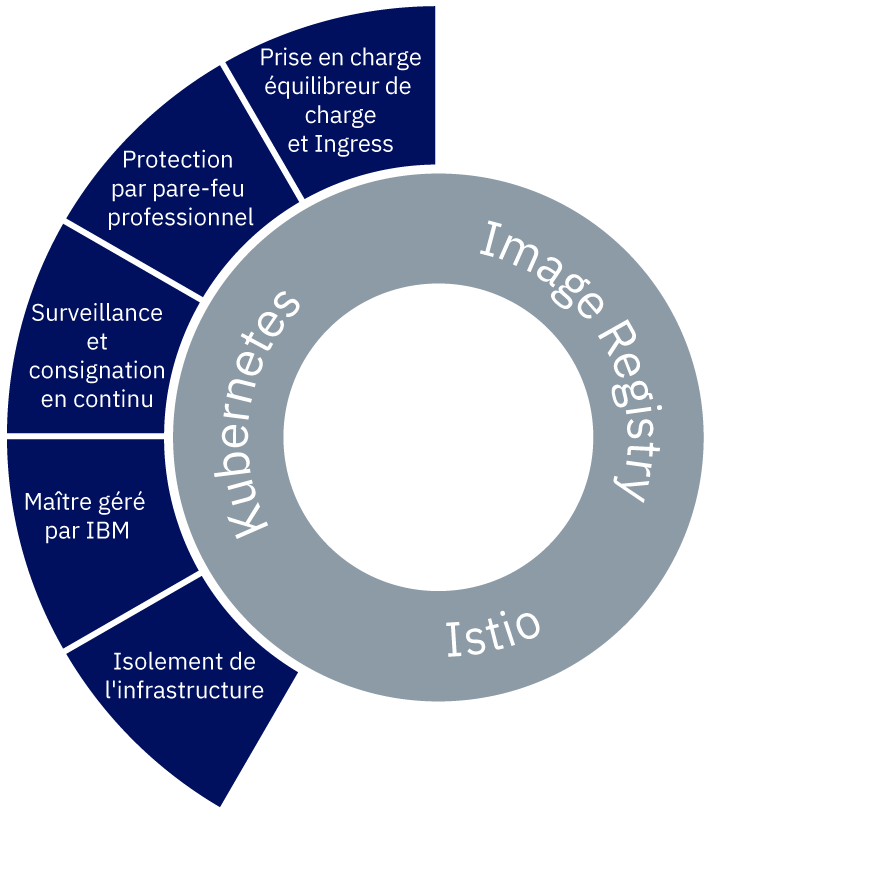 Prise en charge
équilibreur de
charge
et Ingress
Protection
par pare-feu
professionnel
Surveillance
et
consignation
en continu
Maître géré
par IBM
Isolement de
l'infrastructure
Kubernetes
Image Registry
Istio